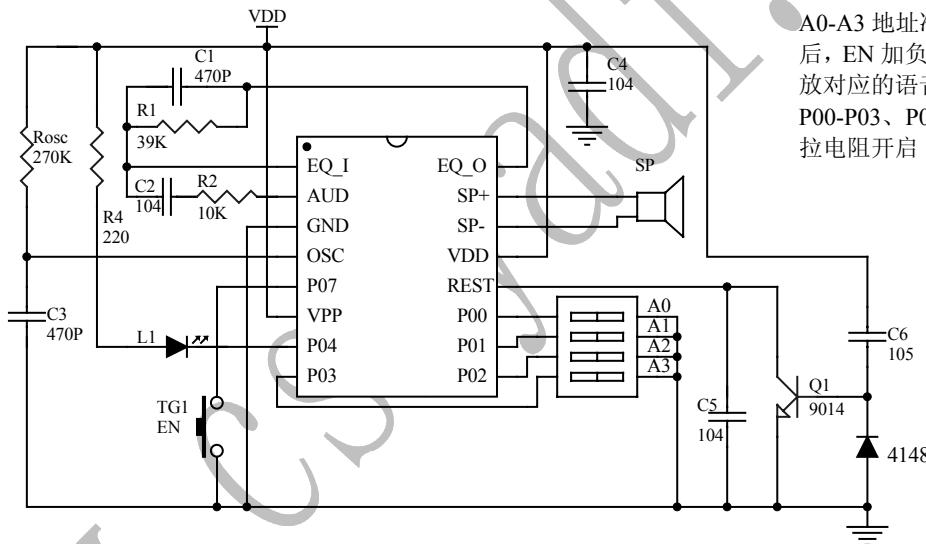 VDD
A0-A3 地址
后，EN 加负
放对应的语音
P00-P03、P0
拉电阻开启
C1
470P
R1
39K
C4
104
Rosc
270K
R4
220
C2
104
R2
10K
SP
EQ_I
AUD
GND
OSC
P07
VPP
P04
P03
EQ_O
SP+
SP-
VDD
REST
P00
P01
P02
A0
A1
A2
A3
C3
470P
L1
TG1
EN
C5
104
Q1
9014
C6
105
4148